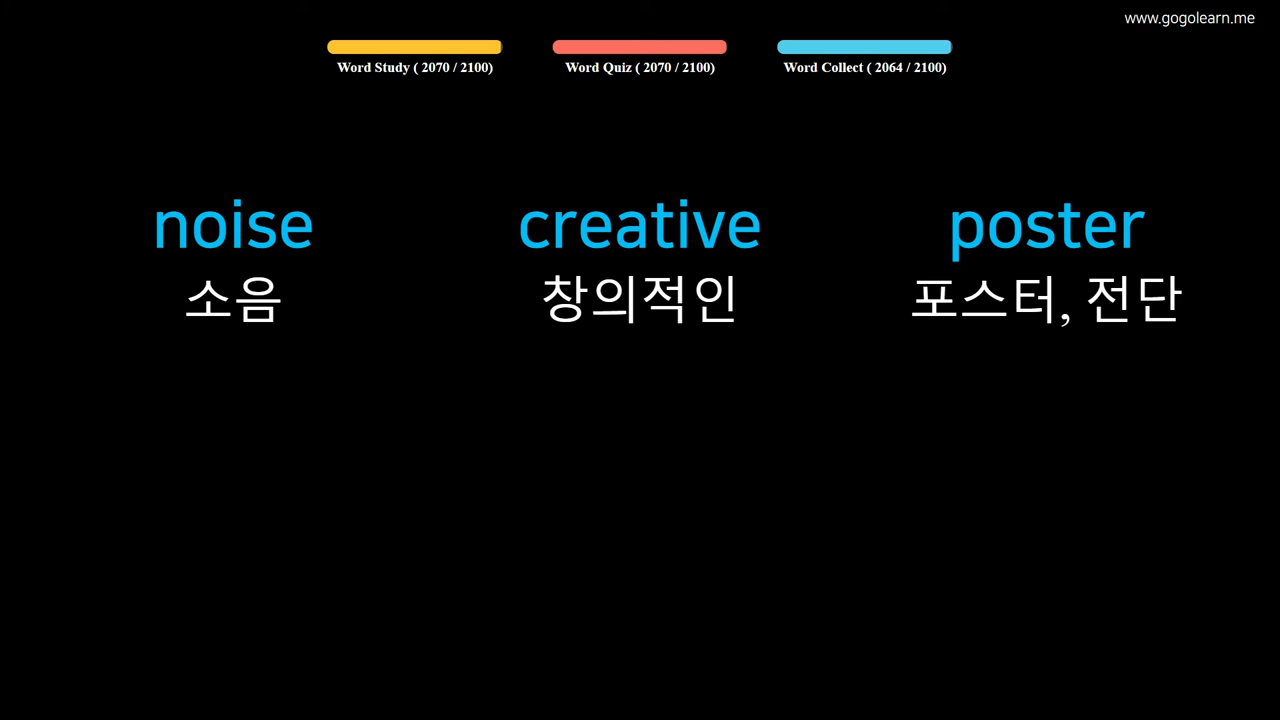 www.gogolearn.me
Word Study ( 2070 / 2100)
Word Quiz ( 2070 / 2100)
Word Collect ( 2064 / 2100)
noise
creative
poster
소음
창의적인
포스터, 전단